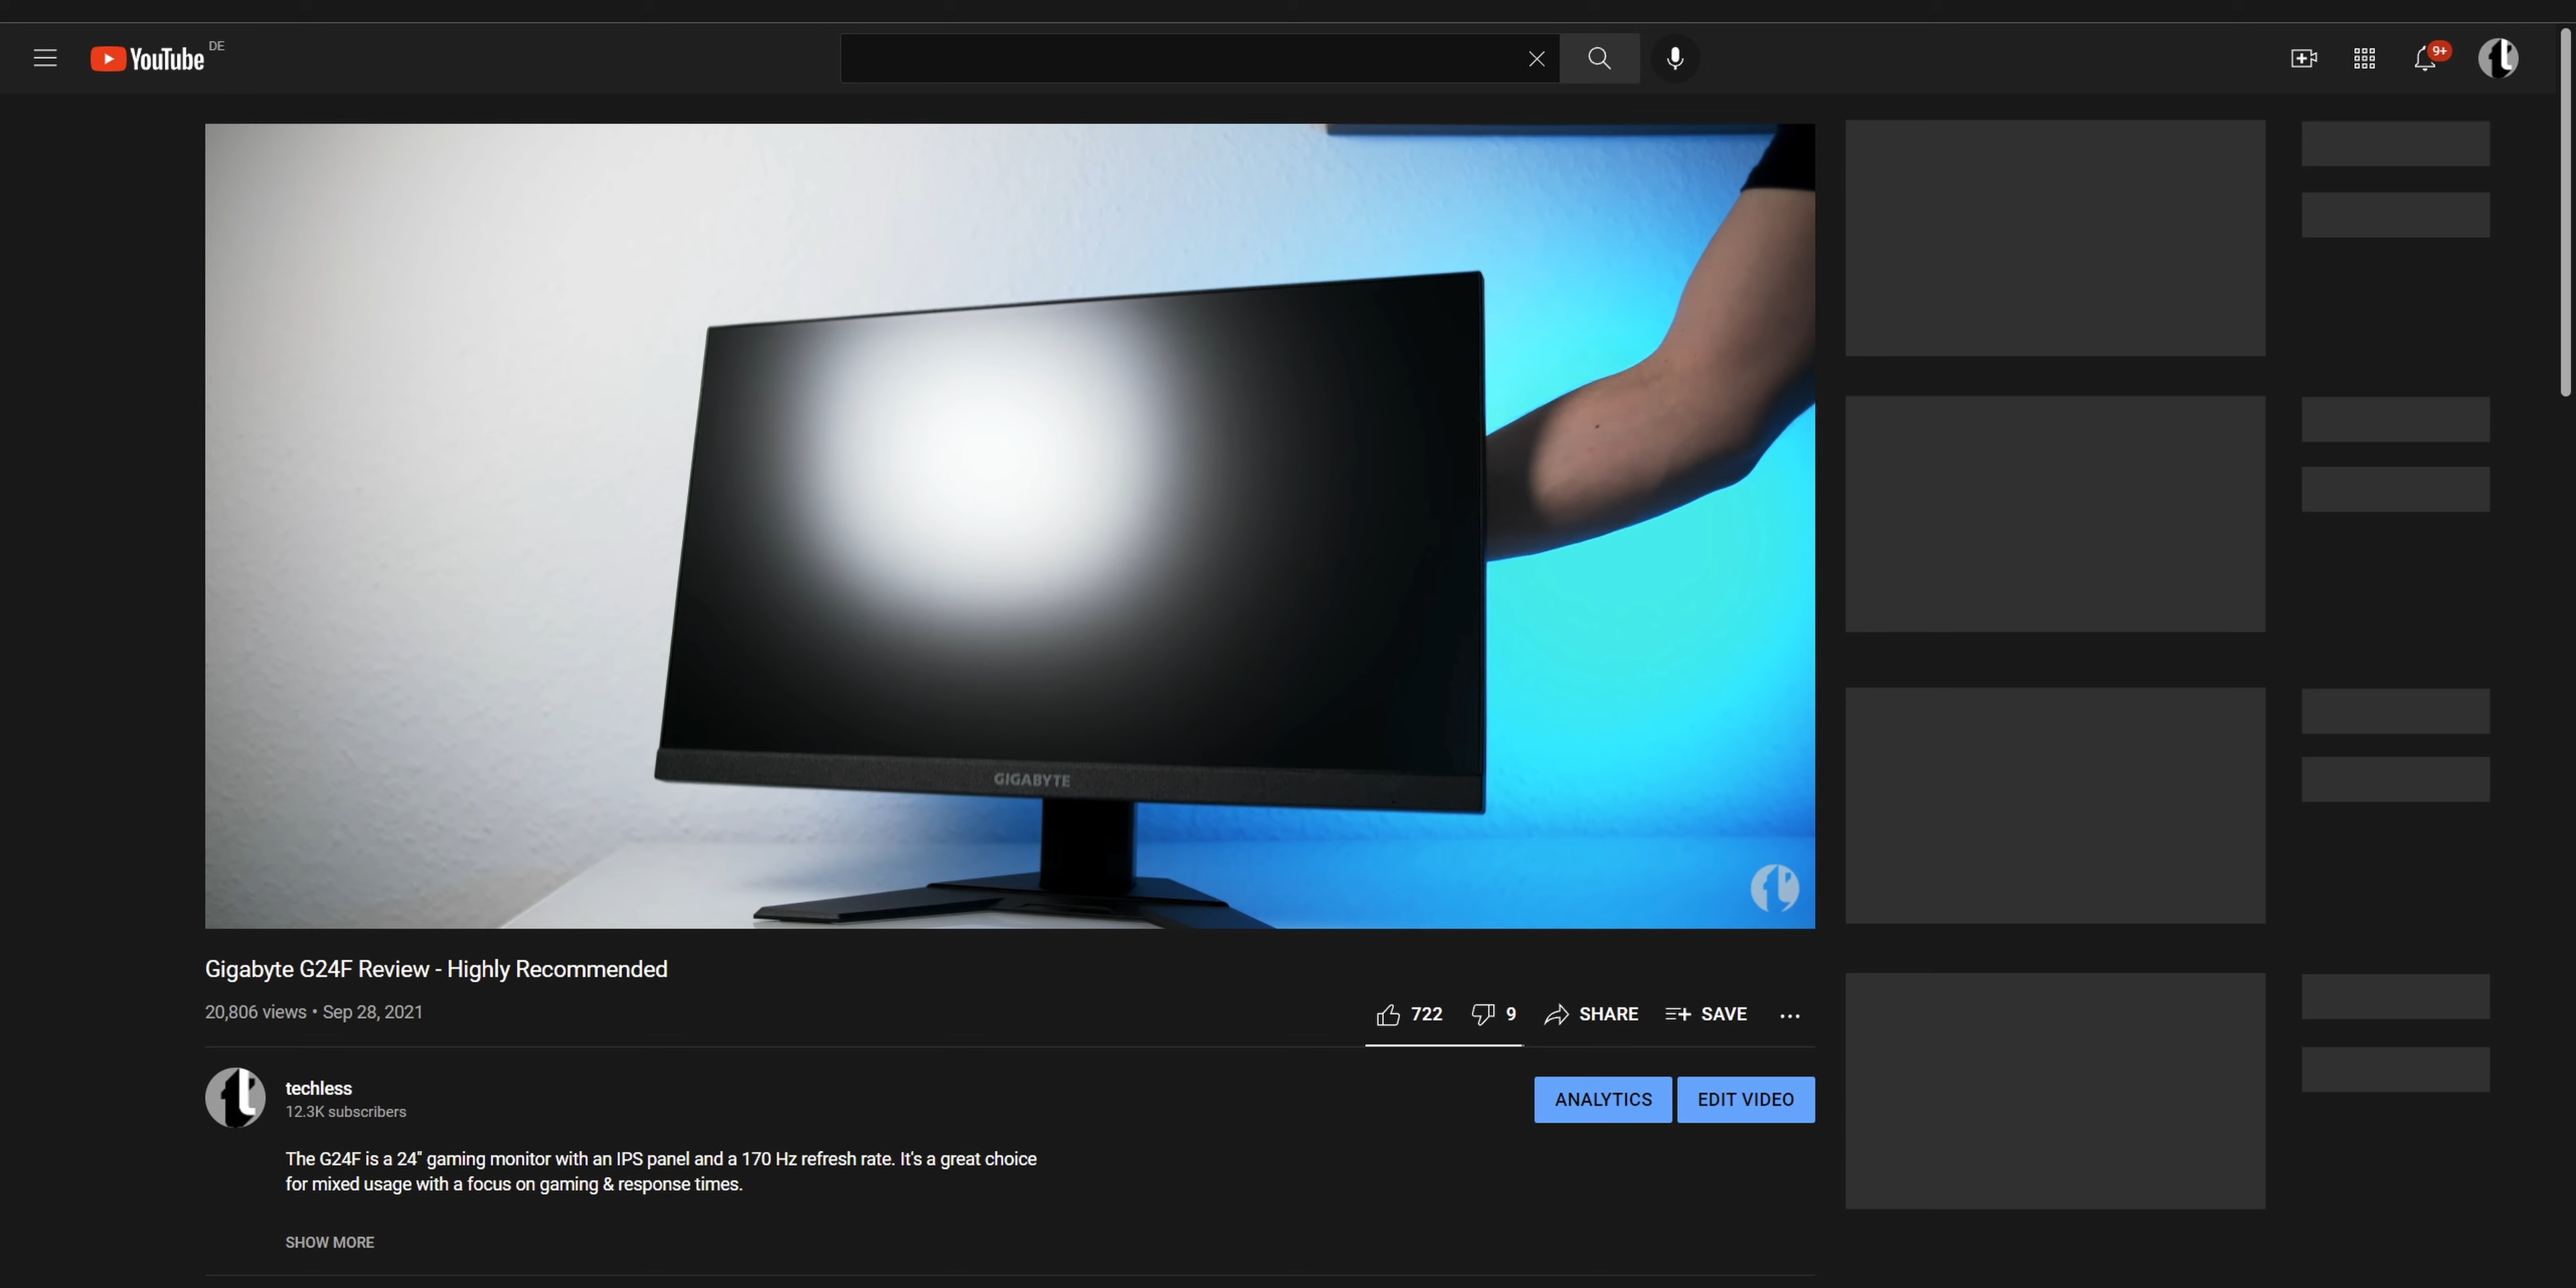 YouTube DE
9+
GIGABYTE
Gigabyte G24F Review - Highly Recommended
20,806 views • Sep 28, 2021
722 9 SHARE SAVE
techless
12.3K subscribers
ANALYTICS EDIT VIDEO
The G24F is a 24" gaming monitor with an IPS panel and a 170 Hz refresh rate. It's a great choice
for mixed usage with a focus on gaming & response times.
SHOW MORE